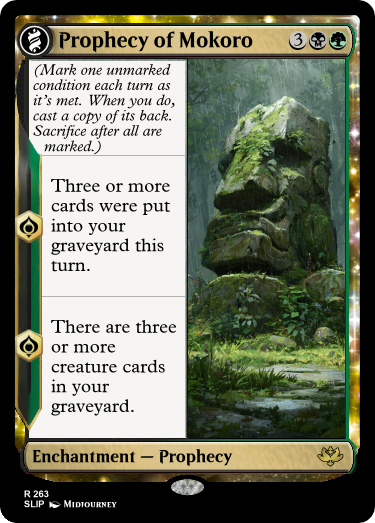 Prophecy of Mokoro 3
(Mark one unmarked
condition each turn as
it's met. When you do,
cast a copy of its back.
Sacrifice after all are
marked.)
Three or more
cards were put
into your
graveyard this
turn.
There are three
or more
creature cards
in your
graveyard.
Enchantment — Prophecy
R 263
SLIP Midjourney